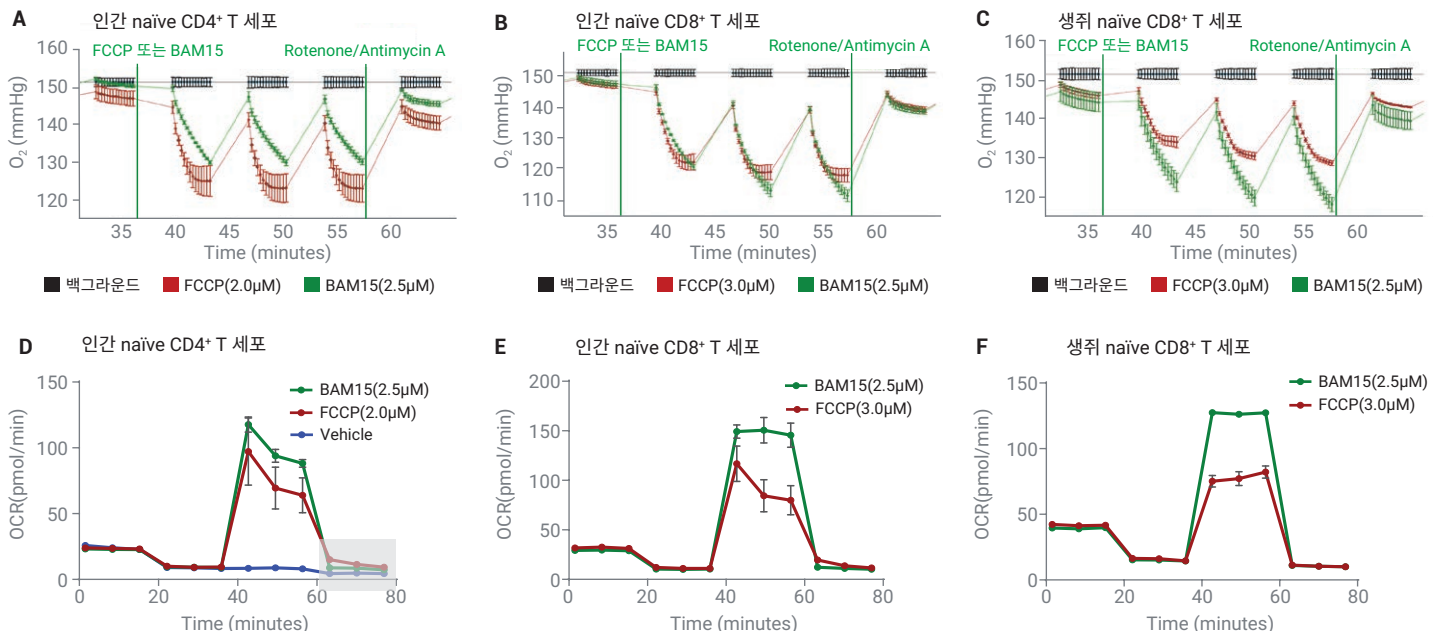 A 인간 naïve CD4⁺ T 세포
FCCP 또는 BAM15 Rotenone/Antimycin A
O₂ (mmHg)
160
150
140
130
120
35 40 45 50 55 60
Time (minutes)
백그라운드 FCCP(2.0μM) BAM15(2.5μM)
B 인간 naïve CD8⁺ T 세포
FCCP 또는 BAM15 Rotenone/Antimycin A
O₂ (mmHg)
150
140
130
120
110
35 40 45 50 55 60
Time (minutes)
백그라운드 FCCP(3.0μM) BAM15(2.5μM)
C 생쥐 naïve CD8⁺ T 세포
FCCP 또는 BAM15 Rotenone/Antimycin A
O₂ (mmHg)
160
150
140
130
120
35 40 45 50 55 60
Time (minutes)
백그라운드 FCCP(3.0μM) BAM15(2.5μM)
D 인간 naïve CD4⁺ T 세포
OCR(pmol/min)
150
100
50
0
0 20 40 60 80
Time (minutes)
BAM15(2.5μM)
FCCP(2.0μM)
Vehicle
E 인간 naïve CD8⁺ T 세포
OCR(pmol/min)
200
150
100
50
0
0 20 40 60 80
Time (minutes)
BAM15(2.5μM)
FCCP(3.0μM)
F 생쥐 naïve CD8⁺ T 세포
OCR(pmol/min)
150
100
50
0
0 20 40 60 80
Time (minutes)
BAM15(2.5μM)
FCCP(3.0μM)